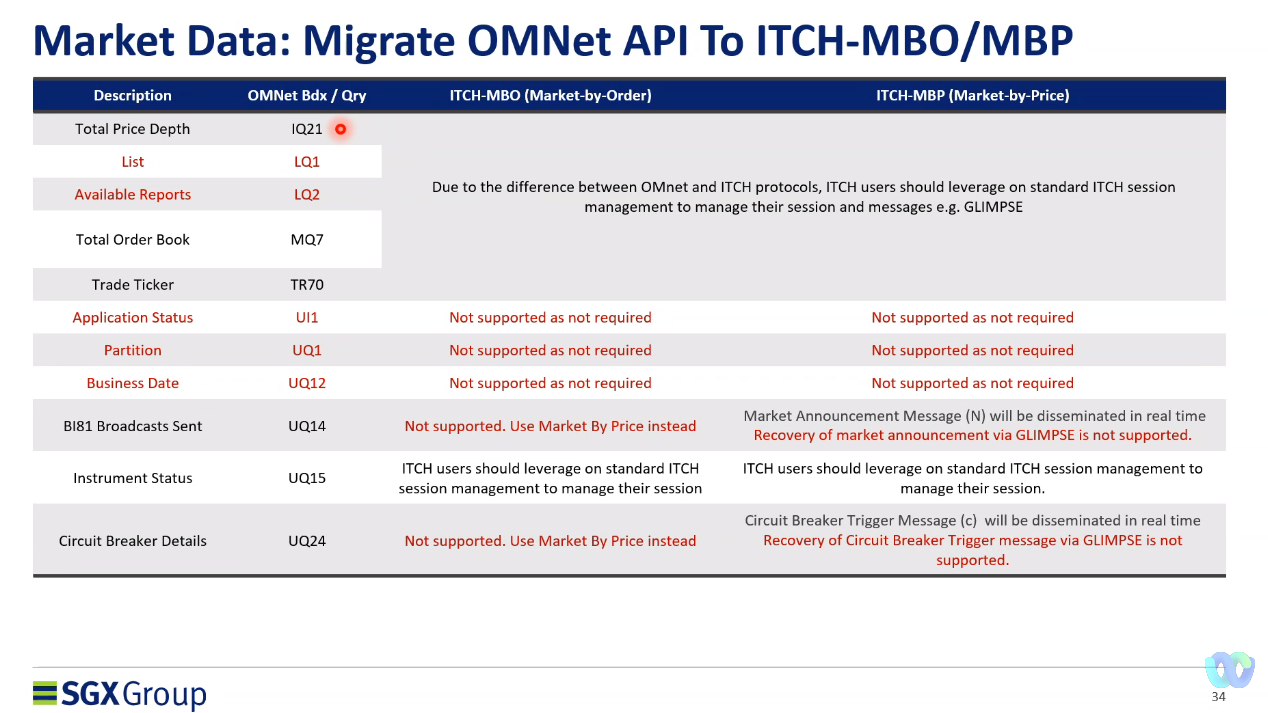 Market Data: Migrate OMNet API To ITCH-MBO/MBP
Description OMNet Bdx / Qry ITCH-MBO (Market-by-Order) ITCH-MBP (Market-by-Price)
Total Price Depth IQ21
List LQ1
Available Reports LQ2
Due to the difference between OMnet and ITCH protocols, ITCH users should leverage on standard ITCH session
management to manage their session and messages e.g. GLIMPSE
Total Order Book MQ7
Trade Ticker TR70
Application Status UI1 Not supported as not required Not supported as not required
Partition UQ1 Not supported as not required Not supported as not required
Business Date UQ12 Not supported as not required Not supported as not required
BI81 Broadcasts Sent UQ14 Not supported. Use Market By Price instead
Market Announcement Message (N) will be disseminated in real time
Recovery of market announcement via GLIMPSE is not supported.
Instrument Status UQ15
ITCH users should leverage on standard ITCH
session management to manage their session
ITCH users should leverage on standard ITCH session management to
manage their session.
Circuit Breaker Details UQ24 Not supported. Use Market By Price instead
Circuit Breaker Trigger Message (c) will be disseminated in real time
Recovery of Circuit Breaker Trigger message via GLIMPSE is not
supported.
SGX Group
34